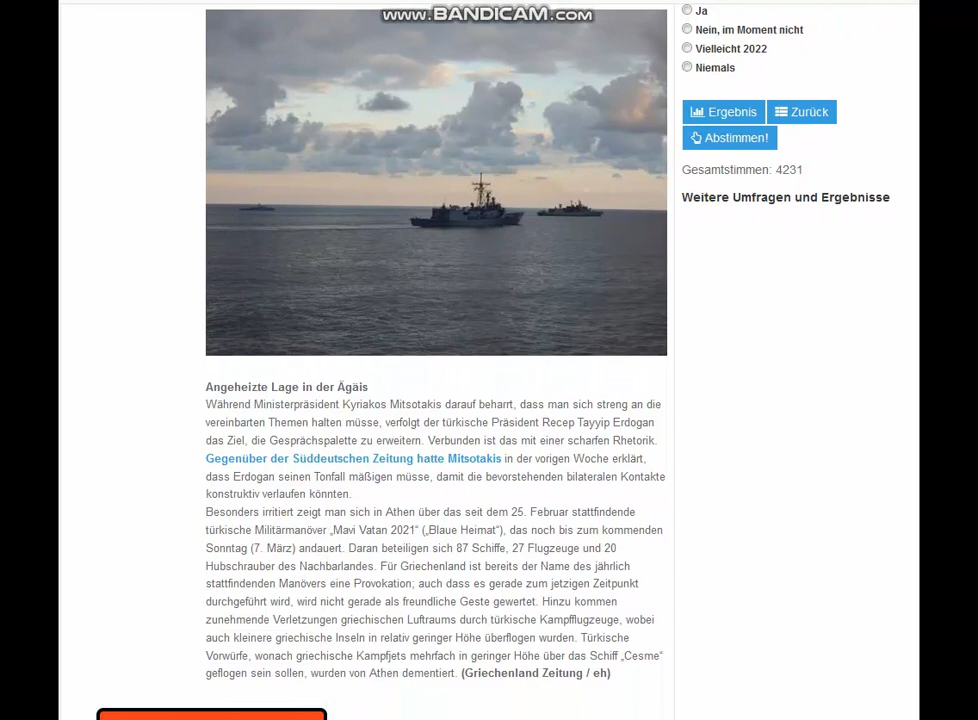 www.BANDICAM.com
Ja
Nein, im Moment nicht
Vielleicht 2022
Niemals
Ergebnis
Zurück
Abstimmen!
Gesamtstimmen: 4231
Weitere Umfragen und Ergebnisse
Angeheizte Lage in der Ägäis
Während Ministerpräsident Kyriakos Mitsotakis darauf beharrt, dass man sich streng an die
vereinbarten Themen halten müsse, verfolgt der türkische Präsident Recep Tayyip Erdogan
das Ziel, die Gesprächspalette zu erweitern. Verbunden ist das mit einer scharfen Rhetorik.
Gegenüber der Süddeutschen Zeitung hatte Mitsotakis in der vorigen Woche erklärt,
dass Erdogan seinen Tonfall mäßigen müsse, damit die bevorstehenden bilateralen Kontakte
konstruktiv verlaufen könnten.
Besonders irritiert zeigt man sich in Athen über das seit dem 25. Februar stattfindende
türkische Militärmanöver „Mavi Vatan 2021“ („Blaue Heimat“), das noch bis zum kommenden
Sonntag (7. März) andauert. Daran beteiligen sich 87 Schiffe, 27 Flugzeuge und 20
Hubschrauber des Nachbarlandes. Für Griechenland ist bereits der Name des jährlich
stattfindenden Manövers eine Provokation; auch dass es gerade zum jetzigen Zeitpunkt
durchgeführt wird, wird nicht gerade als freundliche Geste gewertet. Hinzu kommen
zunehmende Verletzungen griechischen Luftraums durch türkische Kampfflugzeuge, wobei
auch kleinere griechische Inseln in relativ geringer Höhe überflogen wurden. Türkische
Vorwürfe, wonach griechische Kampfjets mehrfach in geringer Höhe über das Schiff „Cesme“
geflogen sein sollen, wurden von Athen dementiert. (Griechenland Zeitung / eh)